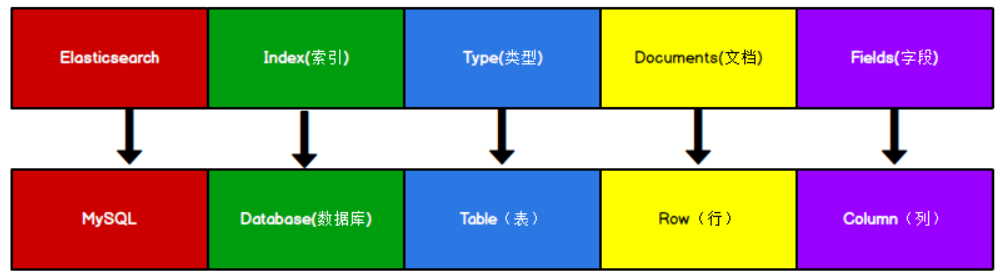 Elasticsearch
Index(索引)
Type(类型)
Documents(文档)
Fields(字段)
MySQL
Database(数据库)
Table（表）
Row（行）
Column（列）